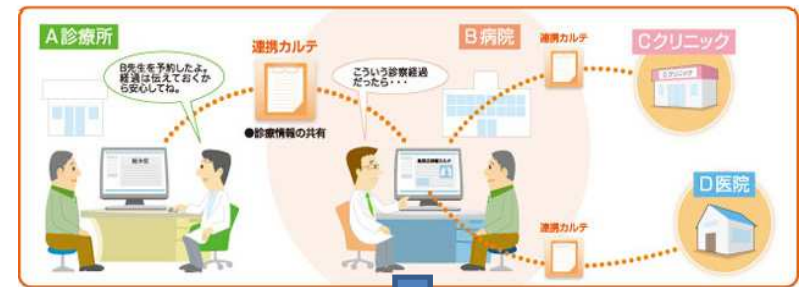 A診療所
B先生を予約したよ。
経過は伝えておくか
ら安心してね。
連携カルテ
●診療情報の共有
B病院
こういう診察経過
だったら・・・
連携カルテ
Cクリニック
連携カルテ
D医院